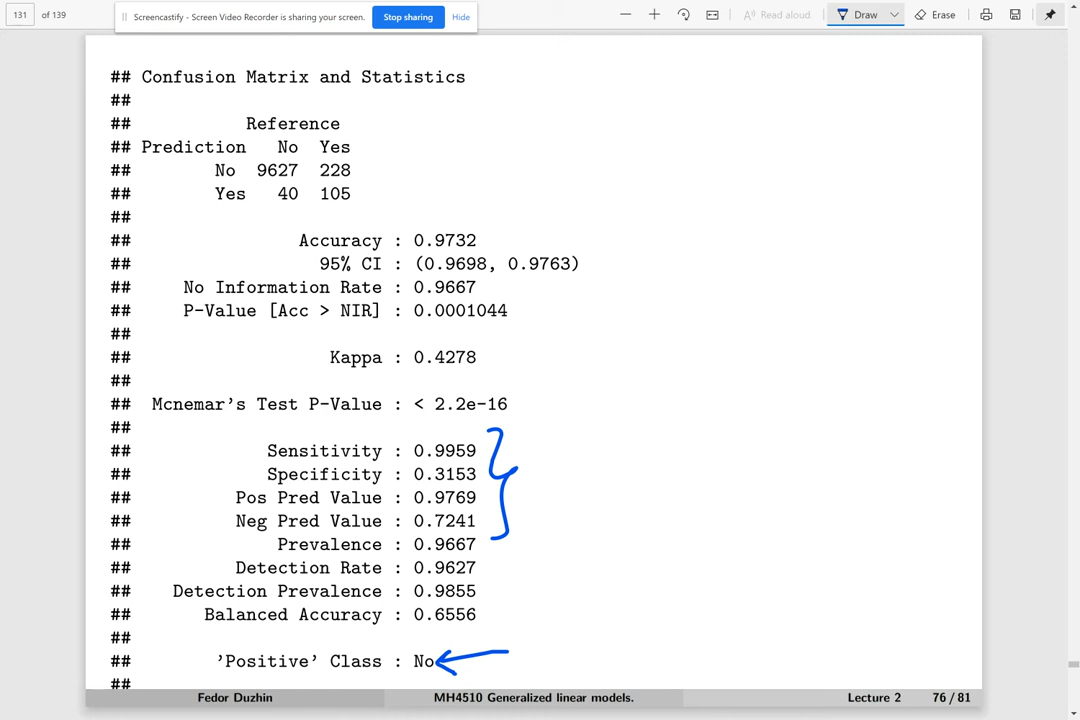 131 of 139
Screencastify - Screen Video Recorder is sharing your screen. Stop sharing Hide
Read aloud Draw Erase
## Confusion Matrix and Statistics
##
## Reference
## Prediction No Yes
## No 9627 228
## Yes 40 105
##
## Accuracy : 0.9732
## 95% CI : (0.9698, 0.9763)
## No Information Rate : 0.9667
## P-Value [Acc > NIR] : 0.0001044
##
## Kappa : 0.4278
##
## Mcnemar's Test P-Value : < 2.2e-16
##
## Sensitivity : 0.9959
## Specificity : 0.3153
## Pos Pred Value : 0.9769
## Neg Pred Value : 0.7241
## Prevalence : 0.9667
## Detection Rate : 0.9627
## Detection Prevalence : 0.9855
## Balanced Accuracy : 0.6556
##
## 'Positive' Class : No
##
Fedor Duzhin MH4510 Generalized linear models. Lecture 2 76 / 81